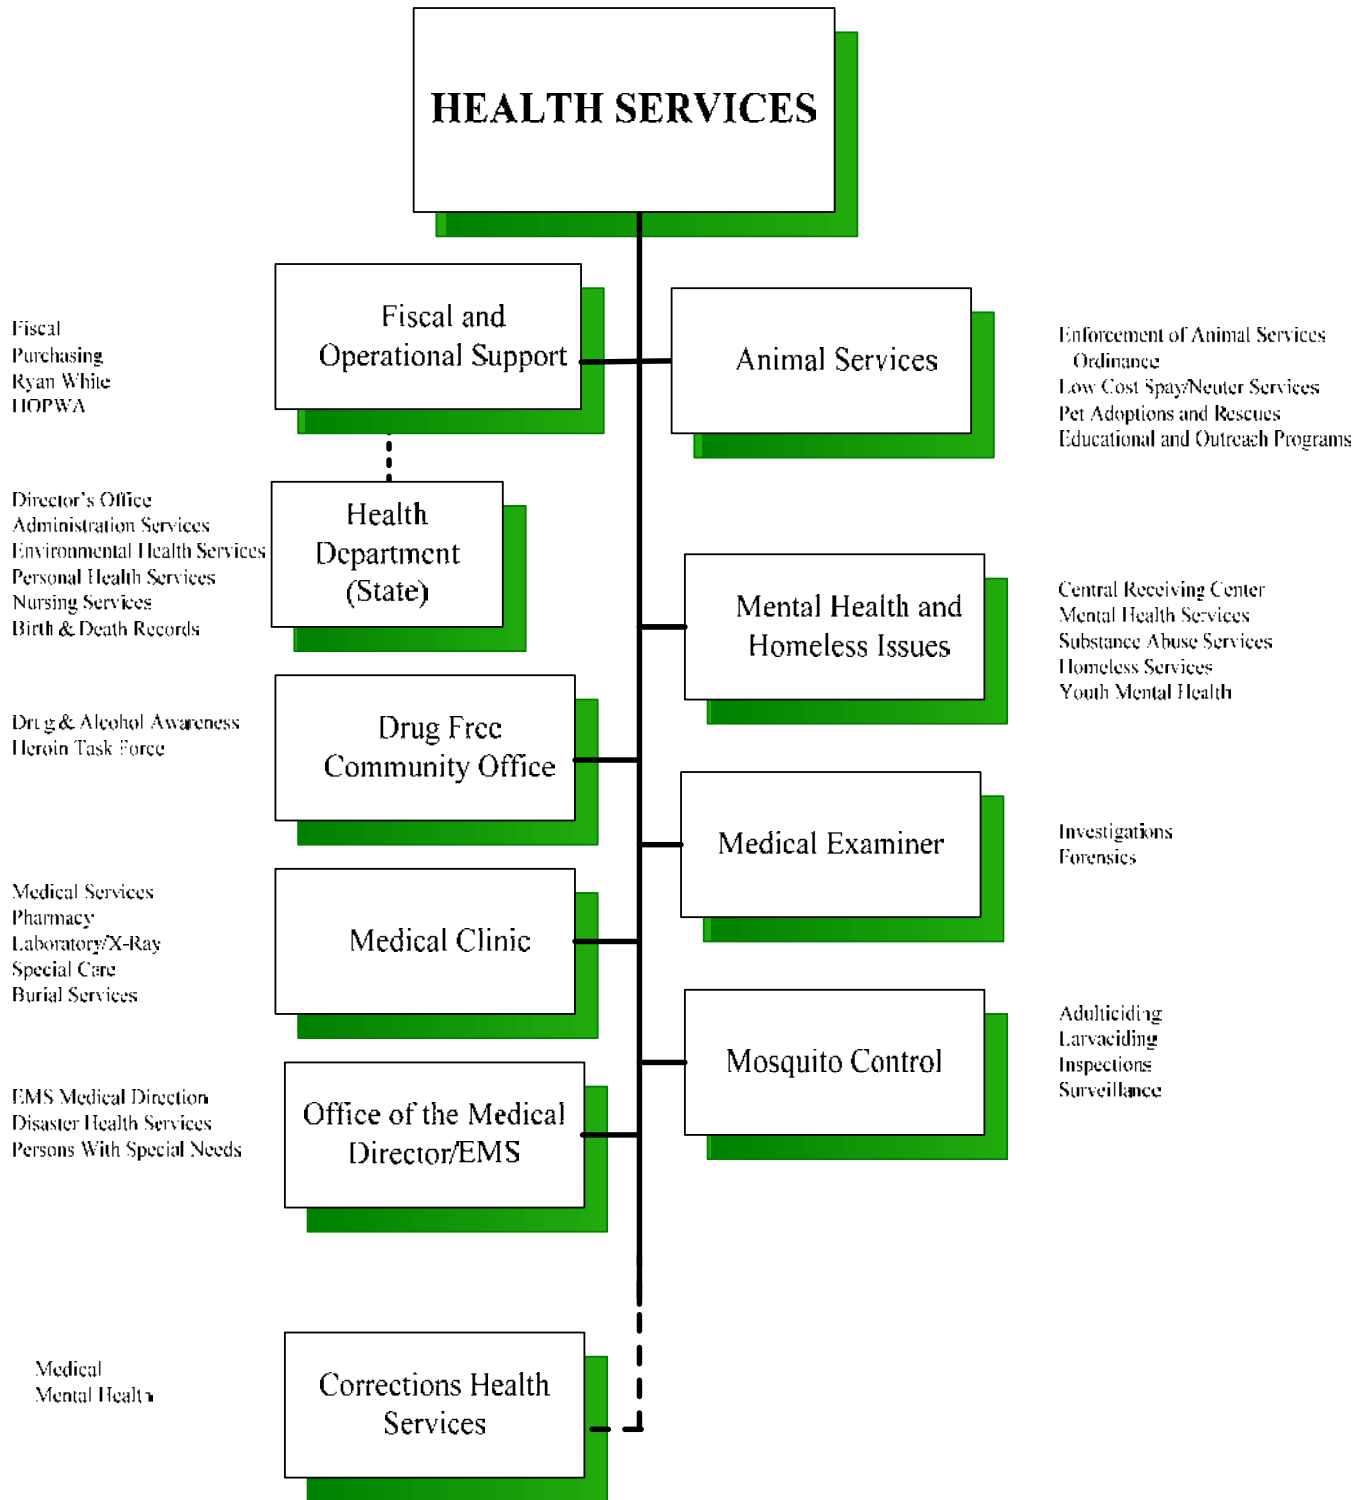 HEALTH SERVICES
Fiscal and
Operational Support
Fiscal
Purchasing
Ryan White
HOPWA
Animal Services
Enforcement of Animal Services
Ordinance
Low Cost Spay/Neuter Services
Pet Adoptions and Rescues
Educational and Outreach Programs
Health
Department
(State)
Director's Office
Administration Services
Environmental Health Services
Personal Health Services
Nursing Services
Birth & Death Records
Mental Health and
Homeless Issues
Central Receiving Center
Mental Health Services
Substance Abuse Services
Homeless Services
Youth Mental Health
Drug Free
Community Office
Drug & Alcohol Awareness
Heroin Task Force
Medical Examiner
Investigations
Forensics
Medical Clinic
Medical Services
Pharmacy
Laboratory/X-Ray
Special Care
Burial Services
Mosquito Control
Adulticiding
Larvaciding
Inspections
Surveillance
Office of the Medical
Director/EMS
EMS Medical Direction
Disaster Health Services
Persons With Special Needs
Corrections Health
Services
Medical
Mental Health